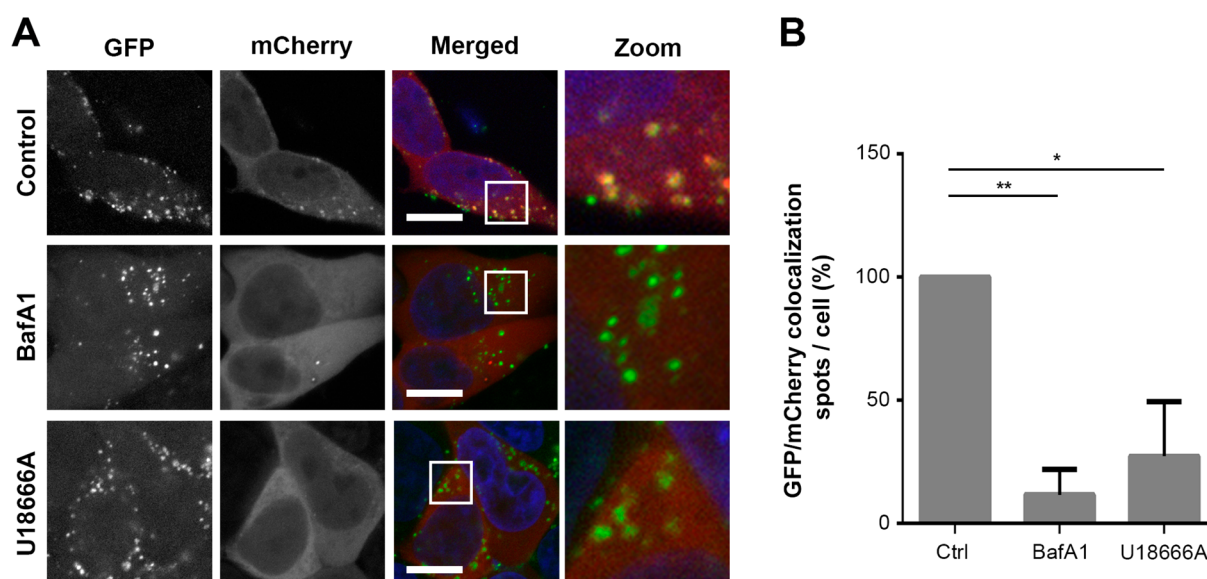 A
GFP
mCherry
Merged
Zoom
Control
BafA1
U18666A
B
GFP/mCherry colocalization
spots / cell (%)
150
100
50
0
*
**
Ctrl
BafA1
U18666A